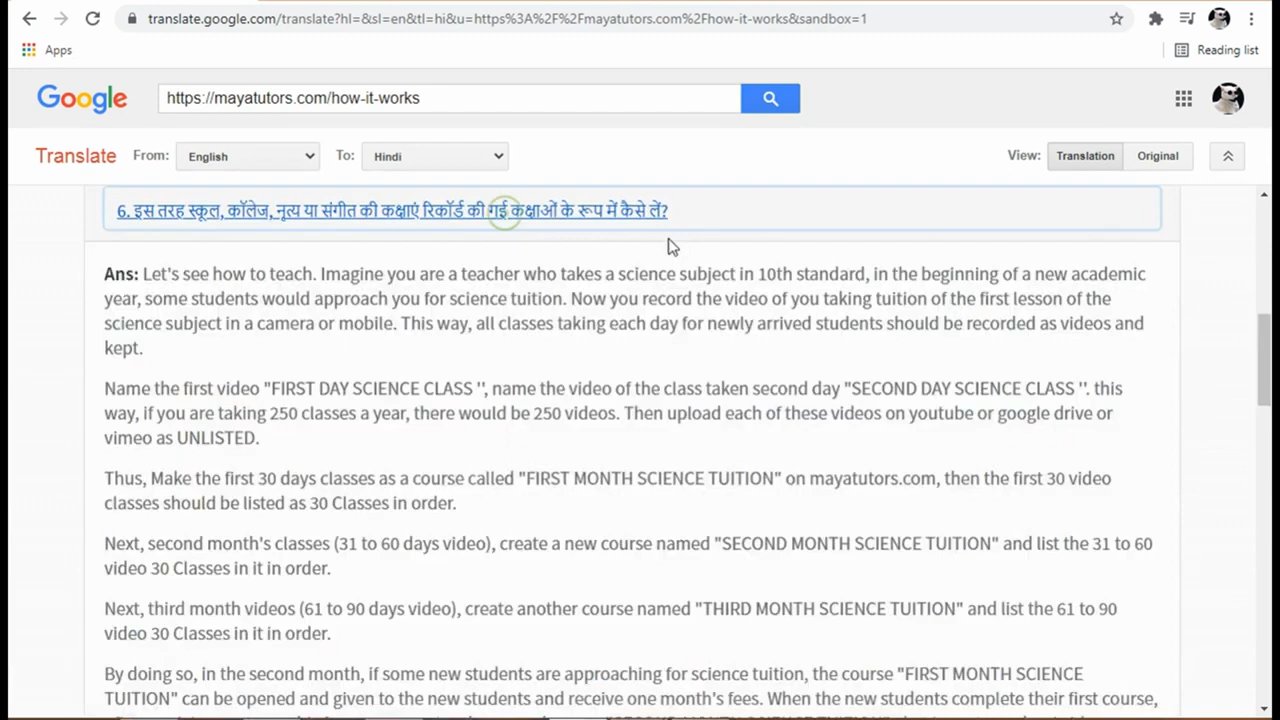 translate.google.com/translate?hl=&sl=en&tl=hi&u=https%3A%2F%2Fmayatutors.com%2Fhow-it-works&sandbox=1
Apps
Reading list
Google
https://mayatutors.com/how-it-works
Translate From: English To: Hindi View: Translation Original
6. इस तरह स्कूल, कॉलेज, नृत्य या संगीत की कक्षाएं रिकॉर्ड की गई कक्षाओं के रूप में कैसे लें?
Ans: Let's see how to teach. Imagine you are a teacher who takes a science subject in 10th standard, in the beginning of a new academic
year, some students would approach you for science tuition. Now you record the video of you taking tuition of the first lesson of the
science subject in a camera or mobile. This way, all classes taking each day for newly arrived students should be recorded as videos and
kept.
Name the first video "FIRST DAY SCIENCE CLASS '', name the video of the class taken second day "SECOND DAY SCIENCE CLASS ''. this
way, if you are taking 250 classes a year, there would be 250 videos. Then upload each of these videos on youtube or google drive or
vimeo as UNLISTED.
Thus, Make the first 30 days classes as a course called "FIRST MONTH SCIENCE TUITION" on mayatutors.com, then the first 30 video
classes should be listed as 30 Classes in order.
Next, second month's classes (31 to 60 days video), create a new course named "SECOND MONTH SCIENCE TUITION" and list the 31 to 60
video 30 Classes in it in order.
Next, third month videos (61 to 90 days video), create another course named "THIRD MONTH SCIENCE TUITION" and list the 61 to 90
video 30 Classes in it in order.
By doing so, in the second month, if some new students are approaching for science tuition, the course "FIRST MONTH SCIENCE
TUITION" can be opened and given to the new students and receive one month's fees. When the new students complete their first course,